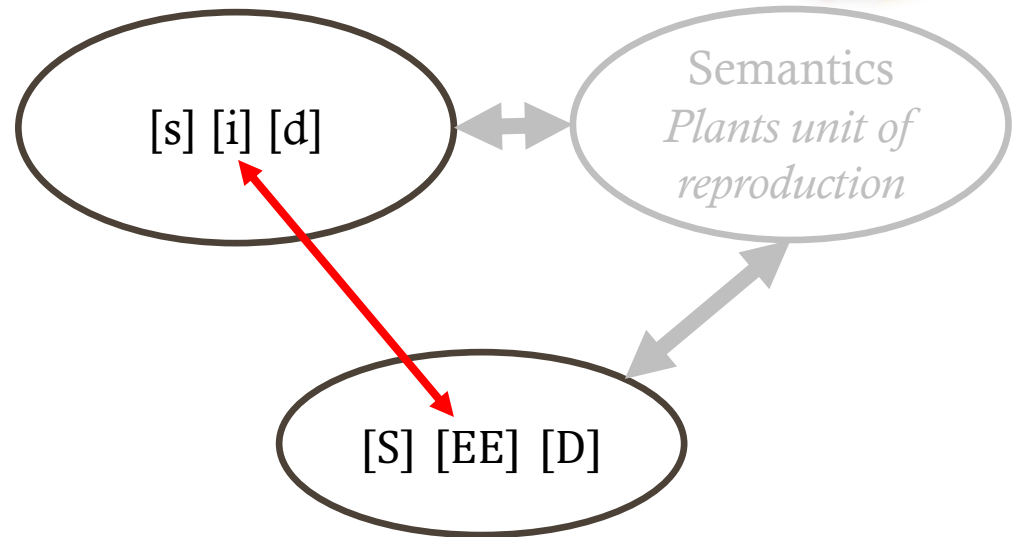 [s] [i] [d]
Semantics
Plants unit of
reproduction
[S] [EE] [D]